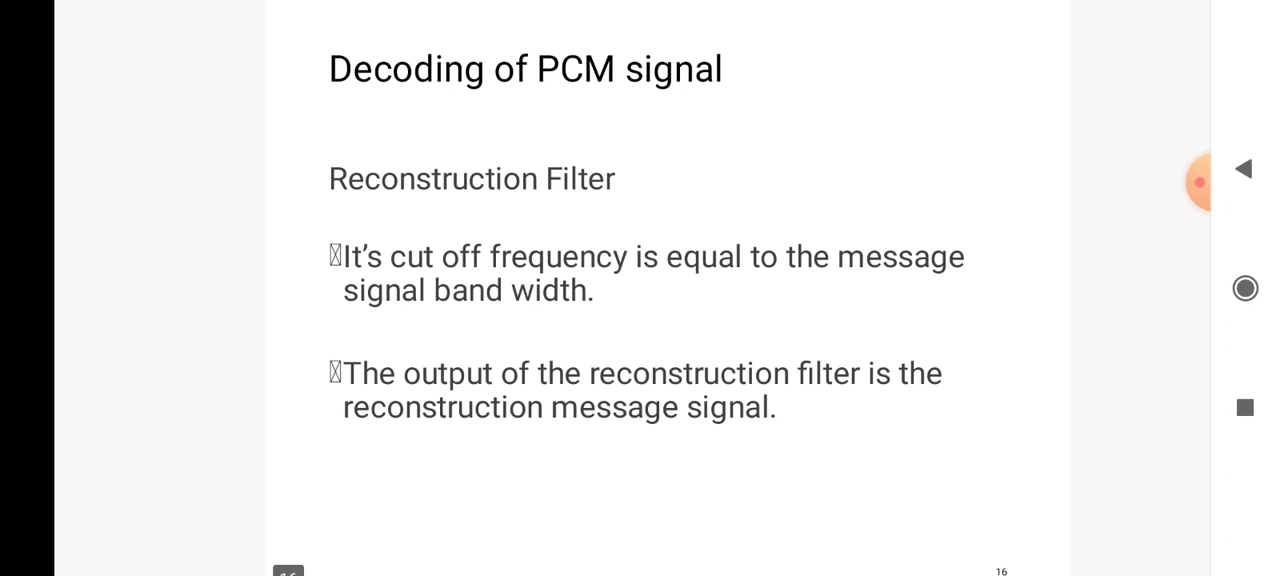 Decoding of PCM signal
Reconstruction Filter
It’s cut off frequency is equal to the message
signal band width.
The output of the reconstruction filter is the
reconstruction message signal.
16
16